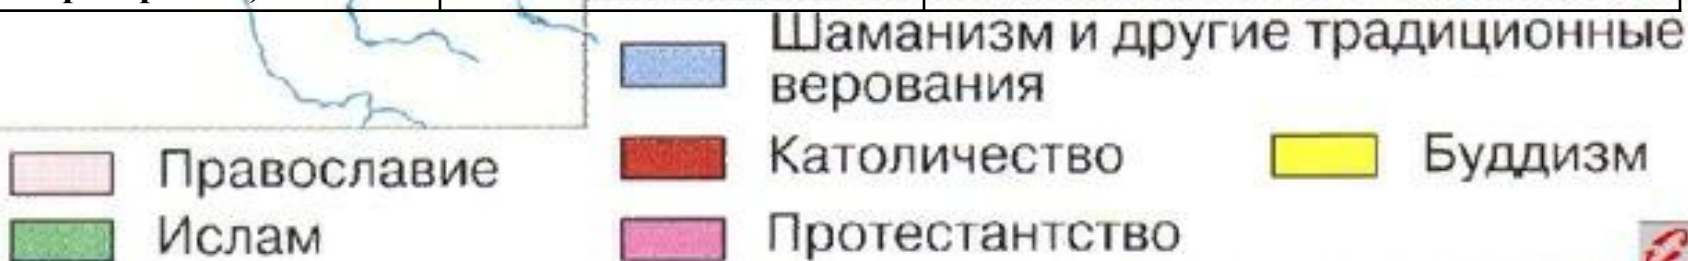 Шаманизм и другие традиционные
верования
Православие
Католичество
Буддизм
Ислам
Протестантство